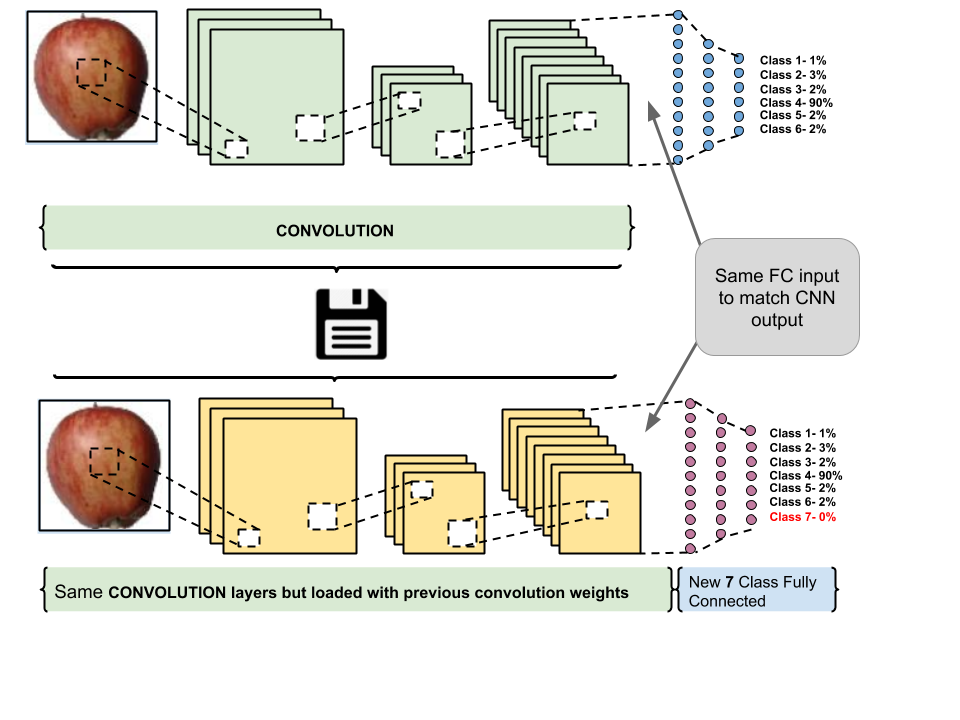 Class 1- 1%
Class 2- 3%
Class 3- 2%
Class 4- 90%
Class 5- 2%
Class 6- 2%
CONVOLUTION
Same FC input
to match CNN
output
Class 1- 1%
Class 2- 3%
Class 3- 2%
Class 4- 90%
Class 5- 2%
Class 6- 2%
Class 7- 0%
Same CONVOLUTION layers but loaded with previous convolution weights
New 7 Class Fully
Connected